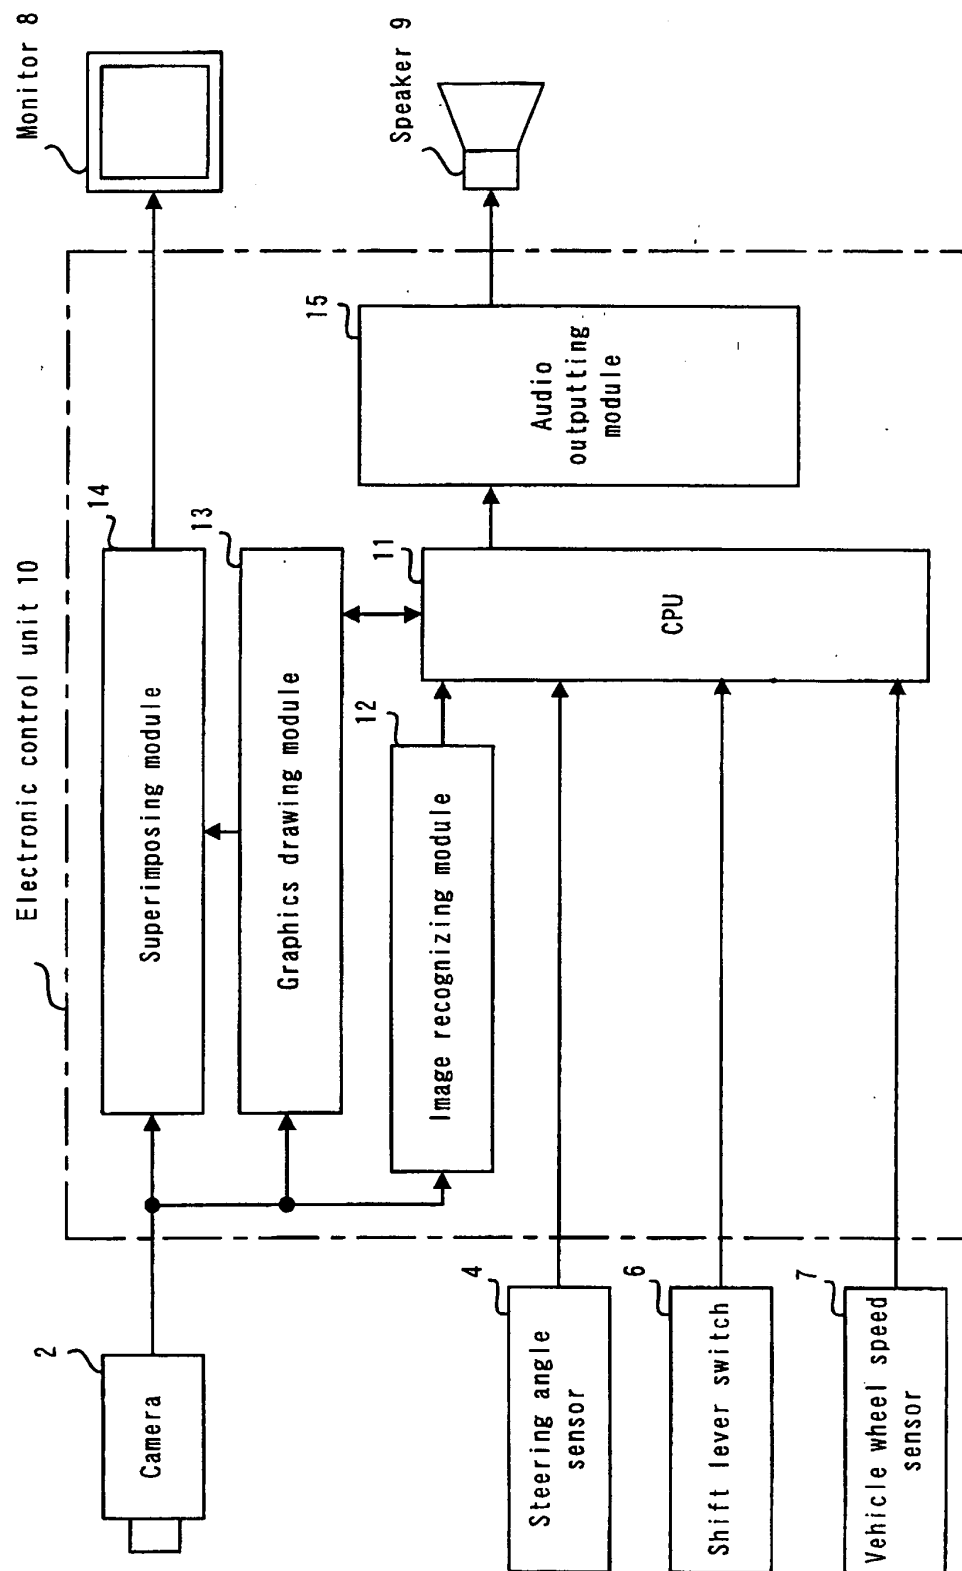 Electronic control unit 10
Camera
2
Superimposing module
14
Monitor 8
Graphics drawing module
13
Image recognizing module
12
CPU
11
Audio
outputting
module
15
Speaker 9
Steering angle
sensor
4
Shift lever switch
6
Vehicle wheel speed
sensor
7